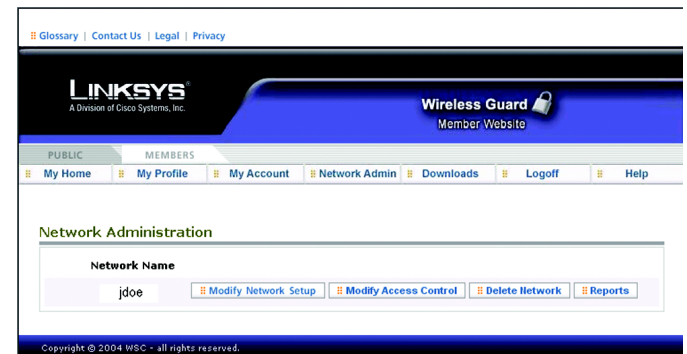 Glossary | Contact Us | Legal | Privacy
LINKSYS®
A Division of Cisco Systems, Inc.
Wireless Guard
Member Website
PUBLIC MEMBERS
My Home My Profile My Account Network Admin Downloads Logoff Help
Network Administration
Network Name
jdoe Modify Network Setup Modify Access Control Delete Network Reports
Copyright © 2004 WSC - all rights reserved.